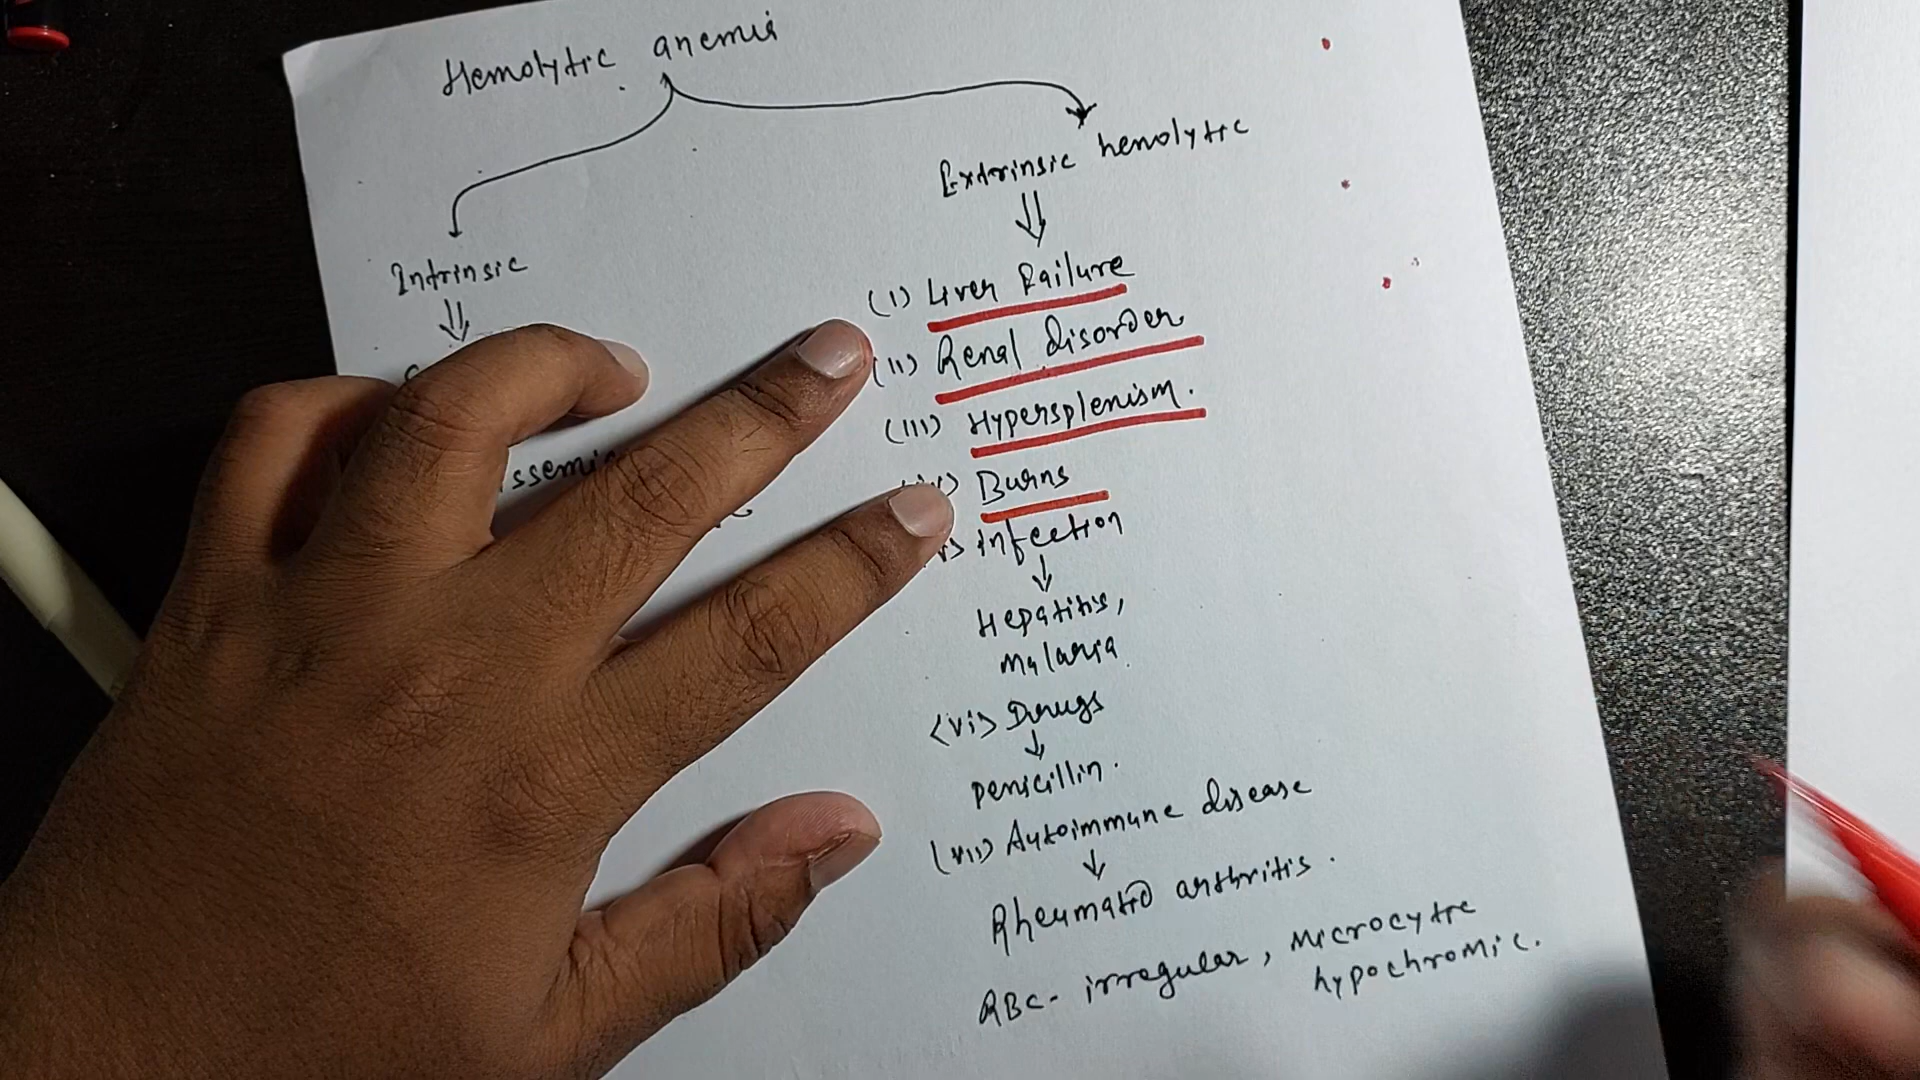 Hemolytic anemia
Extrinsic hemolytic
Intrinsic
(i) Liver Failure
(ii) Renal disorder
(iii) Hypersplenism.
Burns
infection
Hepatitis,
malaria
(vi) Drugs
penicillin.
(vii) Autoimmune disease
Rheumatid arthritis.
RBC- irregular, microcytic
hypochromic.